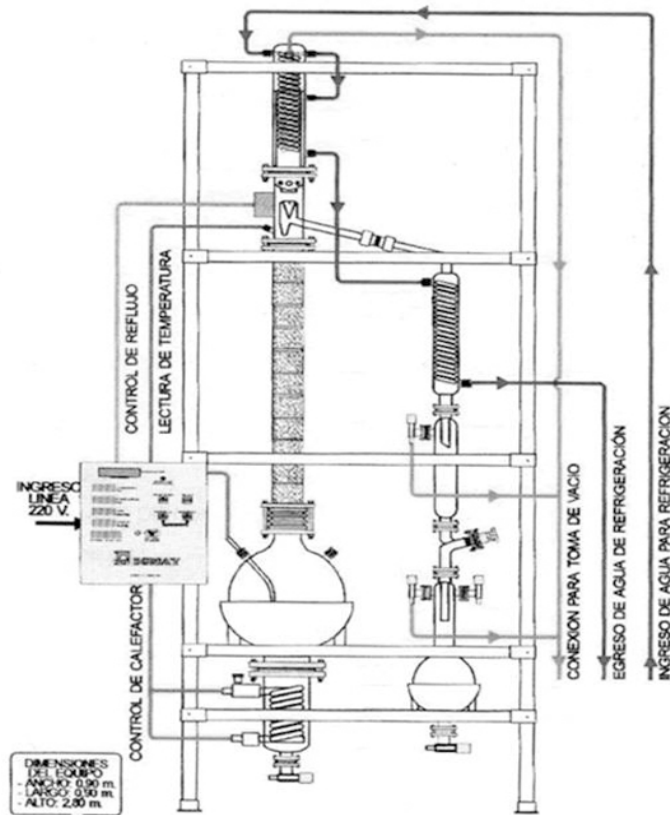 CONTROL DE REFLUJO
LECTURA DE TEMPERATURA
INGRESO
LINEA
220 V.
CONTROL DE CALEFACTOR
CONEXION PARA TOMA DE VACIO
EGRESO DE AGUA DE REFRIGERACIÓN
INGRESO DE AGUA PARA REFRIGERACION
DIMENSIONES
DEL EQUIPO
- ANCHO: 0,90 m.
- LARGO: 0,90 m.
- ALTO: 2,80 m.